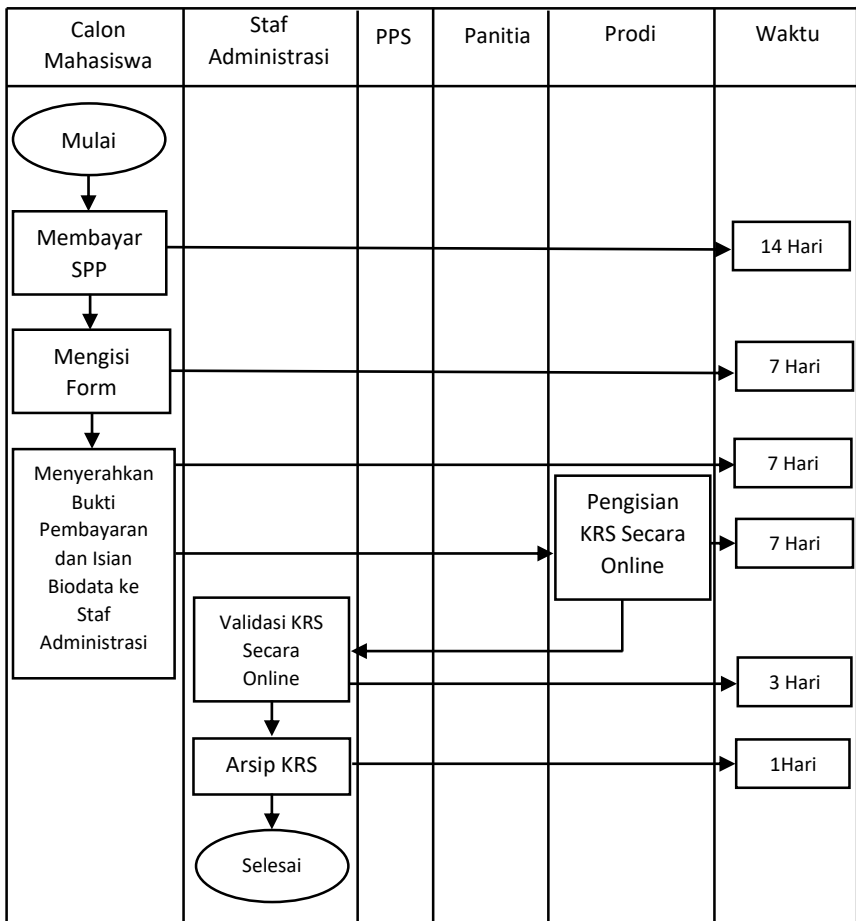 Calon
Mahasiswa
Staf
Administrasi
PPS
Panitia
Prodi
Waktu
Mulai
Membayar
SPP
14 Hari
Mengisi
Form
7 Hari
Menyerahkan
Bukti
Pembayaran
dan Isian
Biodata ke
Staf
Administrasi
7 Hari
Pengisian
KRS Secara
Online
7 Hari
Validasi KRS
Secara
Online
3 Hari
Arsip KRS
1Hari
Selesai